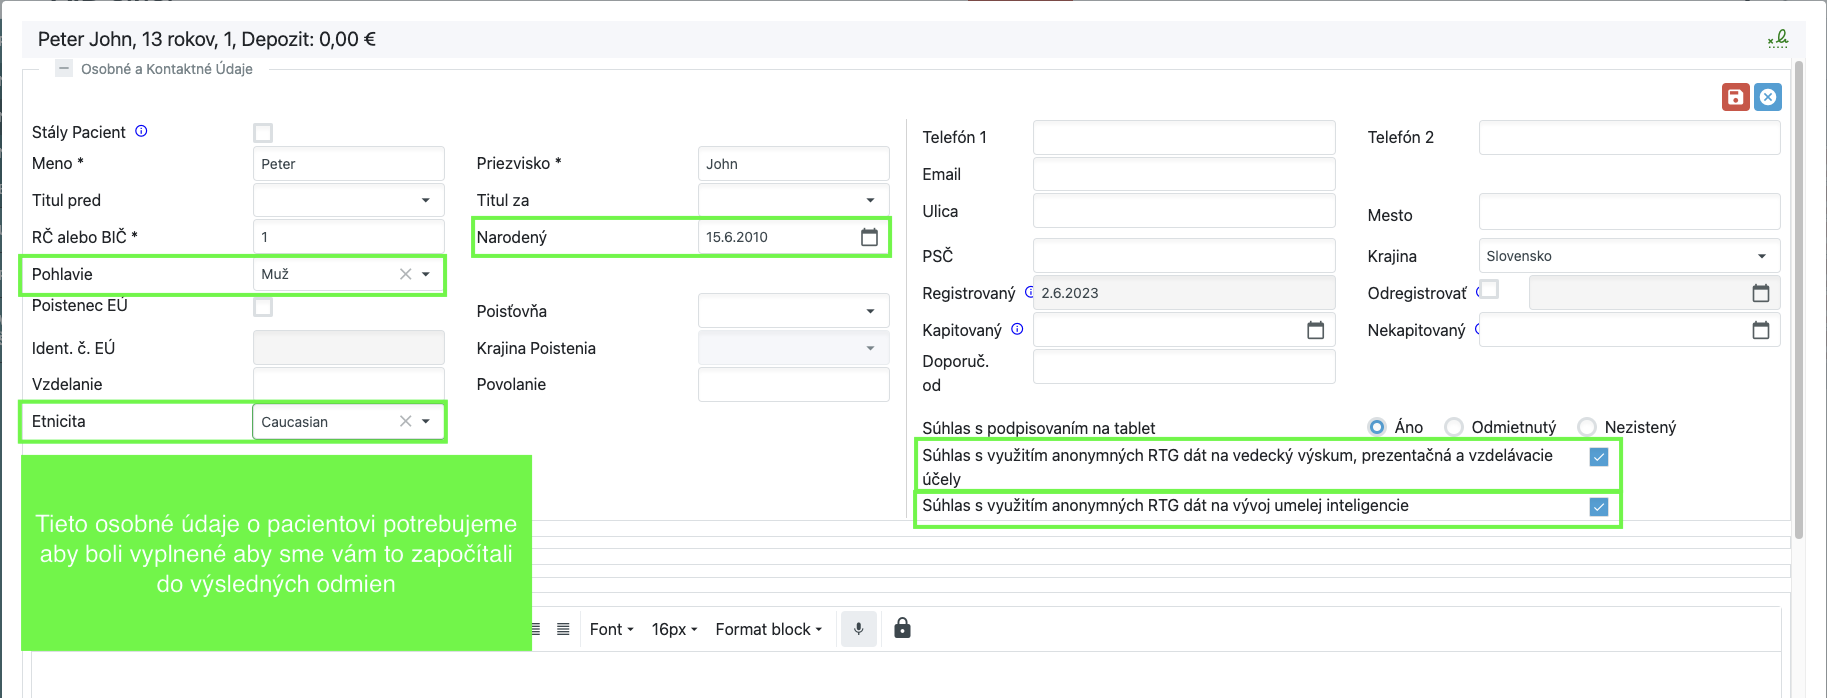 Peter John, 13 rokov, 1, Depozit: 0,00 €
Osobné a Kontaktné Údaje
Stály Pacient
Meno *
Peter
Priezvisko *
John
Titul pred
Titul za
RČ alebo BIČ *
1
Narodený
15.6.2010
Pohlavie
Muž
Poistenec EÚ
Poisťovňa
Ident. č. EÚ
Krajina Poistenia
Vzdelanie
Povolanie
Etnicita
Caucasian
Telefón 1
Telefón 2
Email
Ulica
Mesto
PSČ
Krajina
Slovensko
Registrovaný
2.6.2023
Odregistrovať
Kapitovaný
Nekapitovaný
Doporuč.
od
Súhlas s podpisovaním na tablet
Áno
Odmietnutý
Nezistený
Súhlas s využitím anonymných RTG dát na vedecký výskum, prezentačná a vzdelávacie
účely
Súhlas s využitím anonymných RTG dát na vývoj umelej inteligencie
Tieto osobné údaje o pacientovi potrebujeme
aby boli vyplnené aby sme vám to započítali
do výsledných odmien
Font
16px
Format block